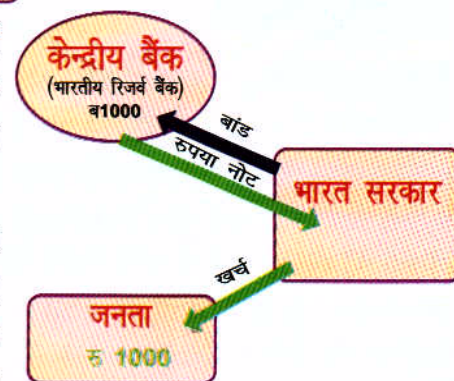 केन्द्रीय बैंक
(भारतीय रिजर्व बैंक)
ब1000
बांड
रुपया नोट
भारत सरकार
खर्च
जनता
रु 1000